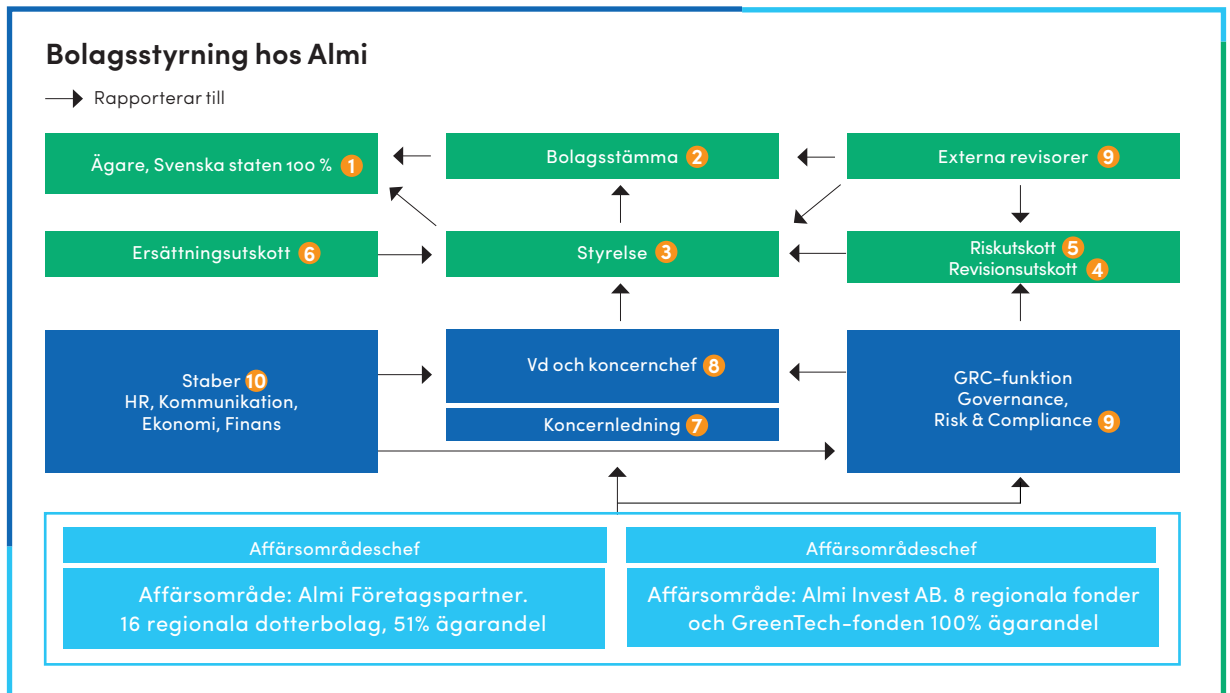 Bolagsstyrning hos Almi
Rapporterar till
Ägare, Svenska staten 100 % 1
Bolagsstämma 2
Externa revisorer 9
Ersättningsutskott 6
Styrelse 3
Riskutskott 5
Revisionsutskott 4
Staber 10
HR, Kommunikation,
Ekonomi, Finans
Vd och koncernchef 8
Koncernledning 7
GRC-funktion
Governance,
Risk & Compliance 9
Affärsområdeschef
Affärsområde: Almi Företagspartner.
16 regionala dotterbolag, 51% ägarandel
Affärsområdeschef
Affärsområde: Almi Invest AB. 8 regionala fonder
och GreenTech-fonden 100% ägarandel